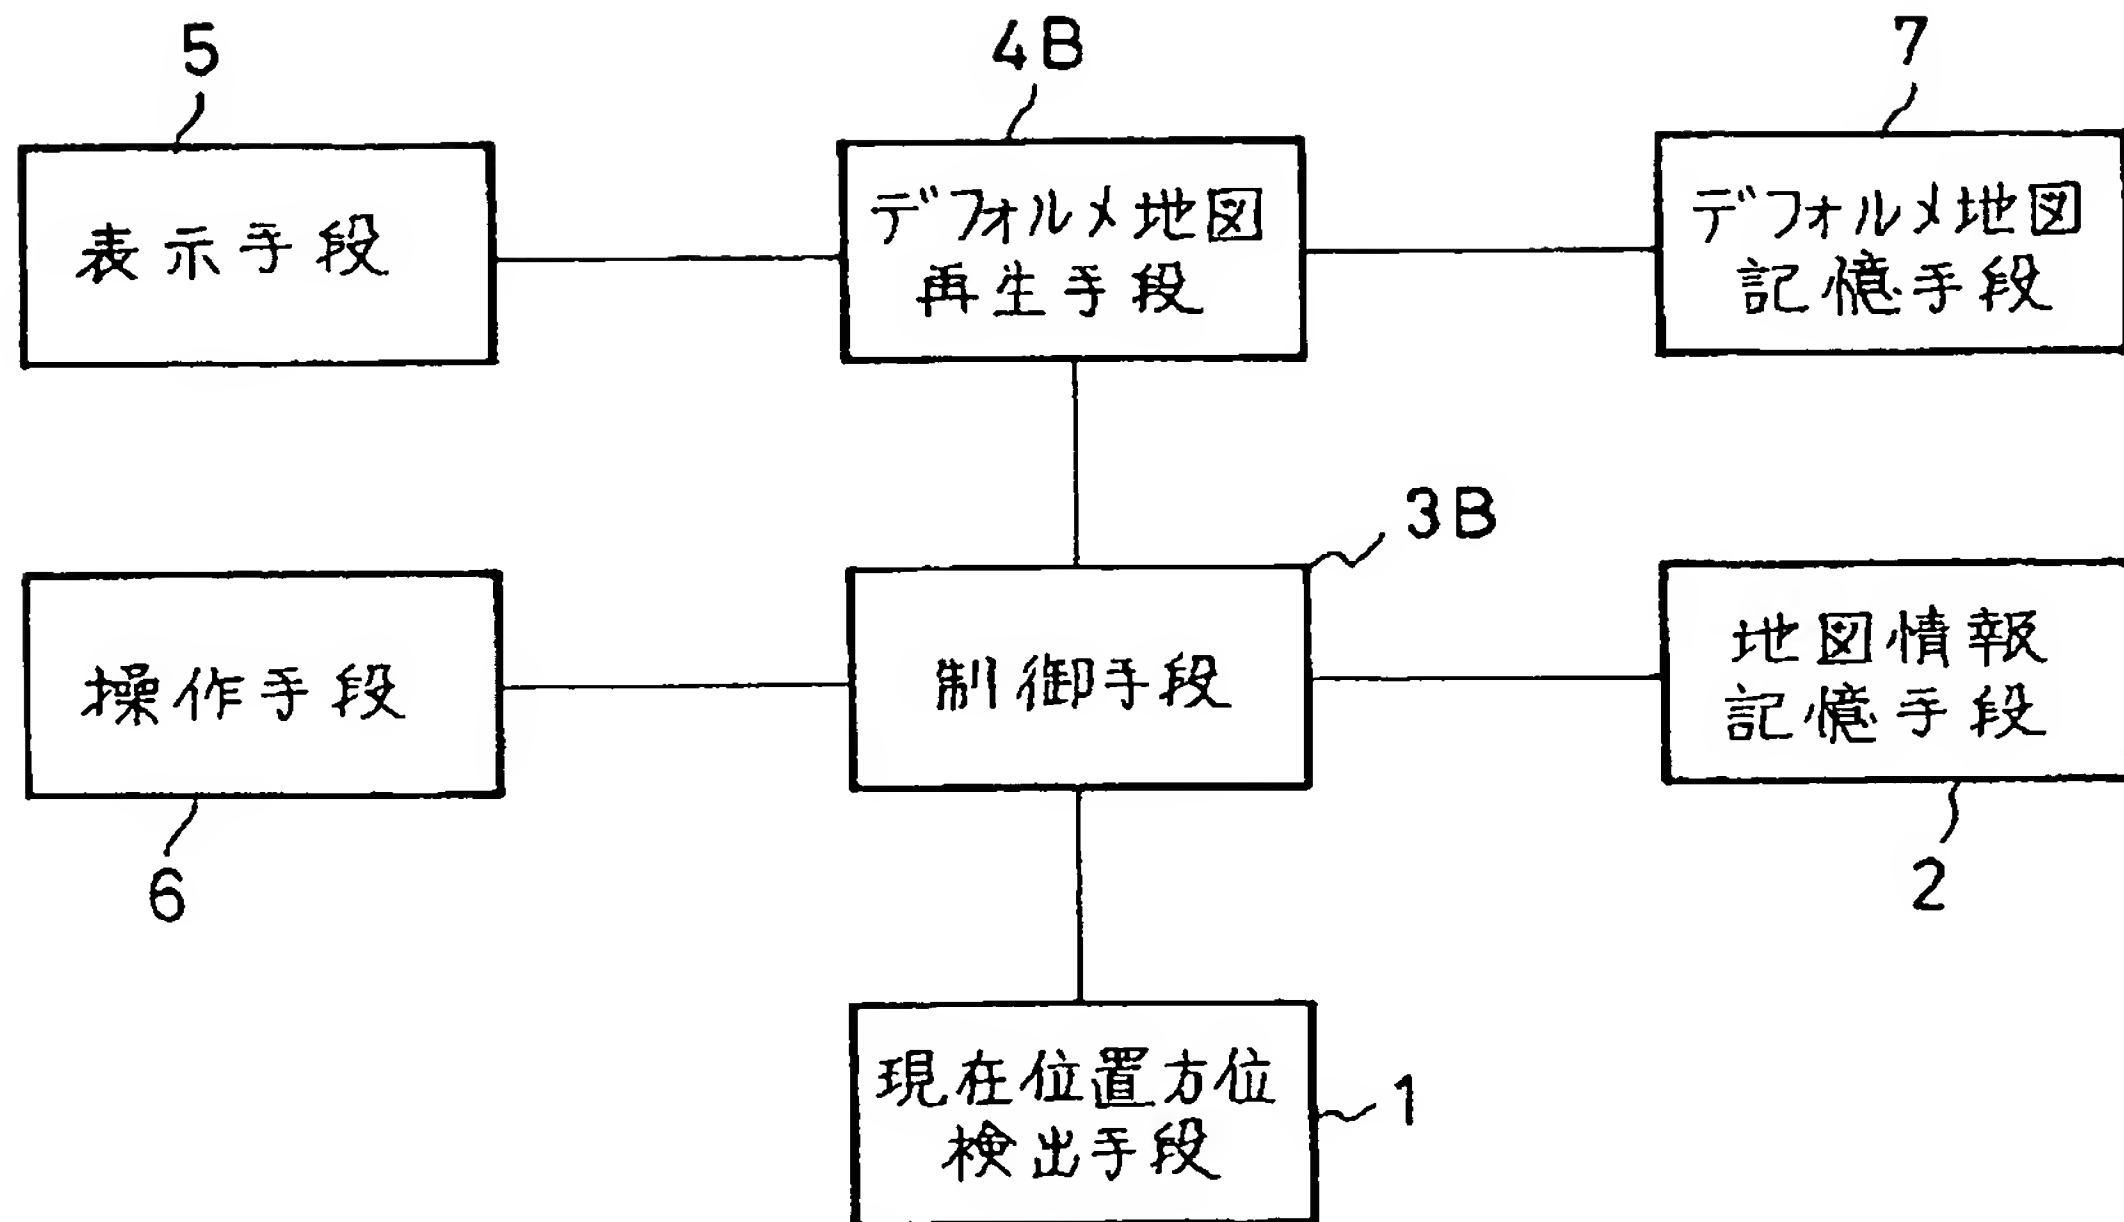 5
4B
7
表示手段
デフォルメ地図
再生手段
デフォルメ地図
記憶手段
3B
操作手段
制御手段
地図情報
記憶手段
6
2
現在位置方位
検出手段
1